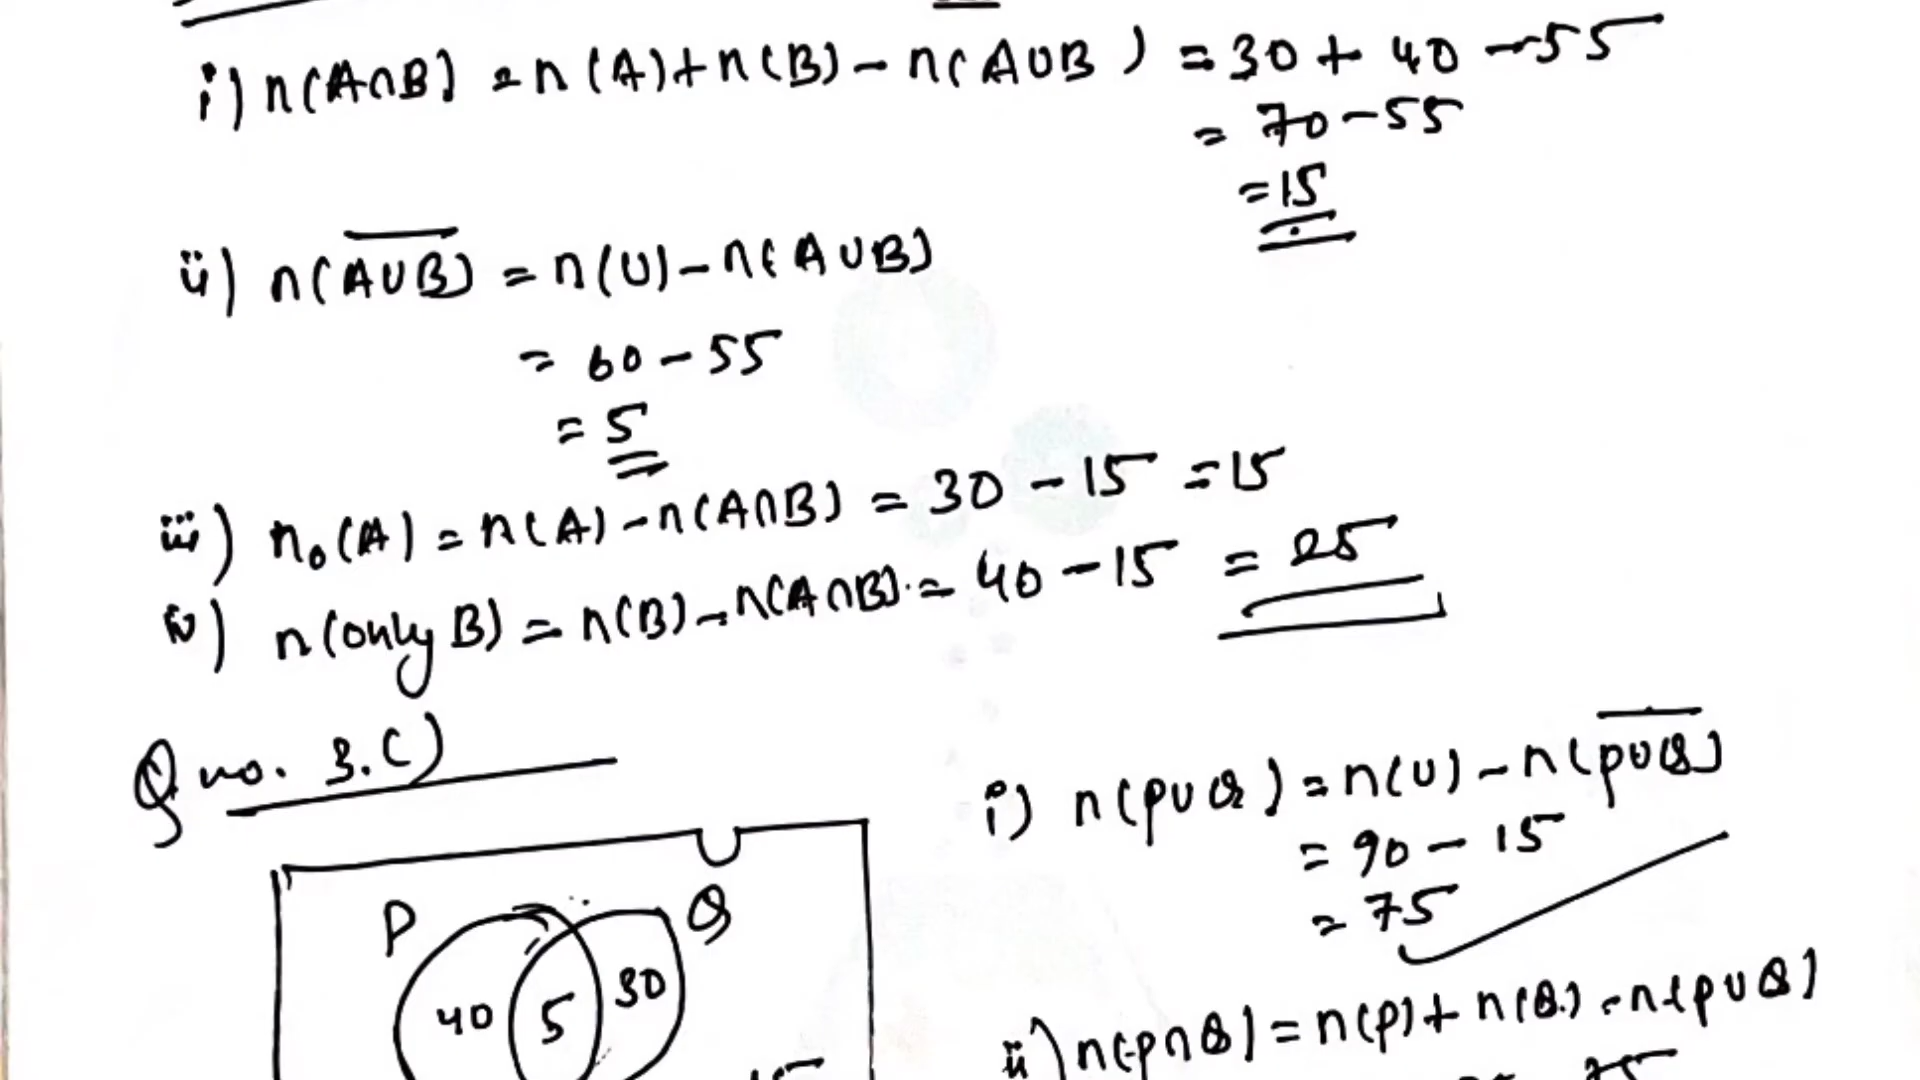 i) n(A∩B) = n(A)+n(B)-n(A∪B) = 30 + 40 - 55
= 70-55
= 15
ii) n(A̅∪̅B̅) = n(U)-n(A∪B)
= 60-55
= 5
iii) n₀(A) = n(A)-n(A∩B) = 30-15 = 15
iv) n(only B) = n(B)-n(A∩B) = 40-15 = 25
Q no. 3.c)
P Q
40 5 30
i) n(P∪Q) = n(U)-n(P̅∪̅Q̅)
= 90-15
= 75
ii) n(P∩Q) = n(P)+n(Q)-n(P∪Q)